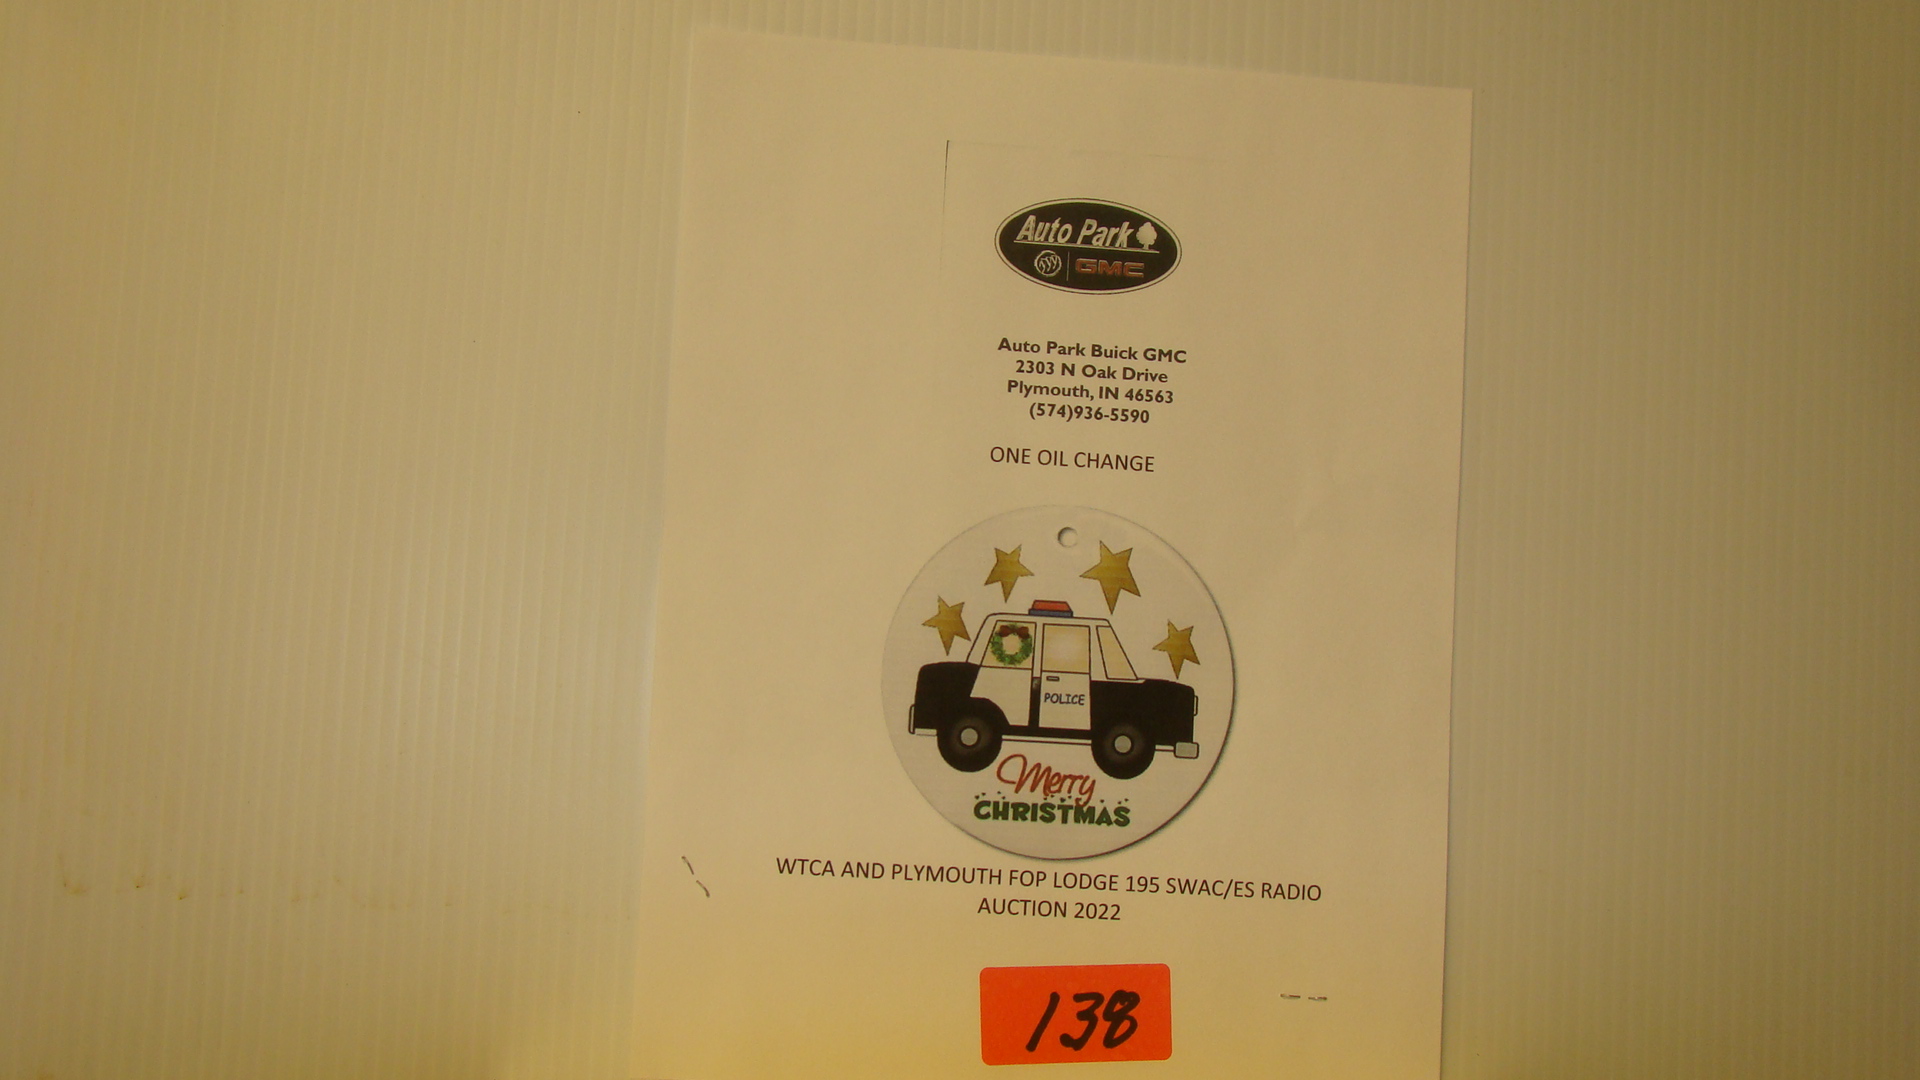 Auto Park
GMC
Auto Park Buick GMC
2303 N Oak Drive
Plymouth, IN 46563
(574)936-5590
ONE OIL CHANGE
POLICE
Merry
CHRISTMAS
WTCA AND PLYMOUTH FOP LODGE 195 SWAC/ES RADIO
AUCTION 2022
138